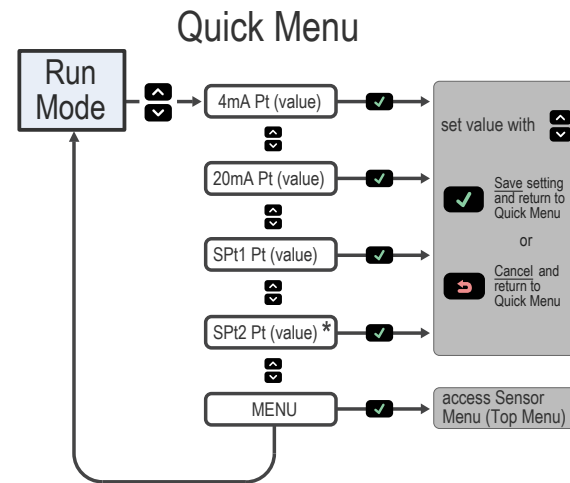 Quick Menu
Run
Mode
4mA Pt (value)
20mA Pt (value)
SPt1 Pt (value)
SPt2 Pt (value) *
MENU
set value with
Save setting
and return to
Quick Menu
or
Cancel and
return to
Quick Menu
access Sensor
Menu (Top Menu)